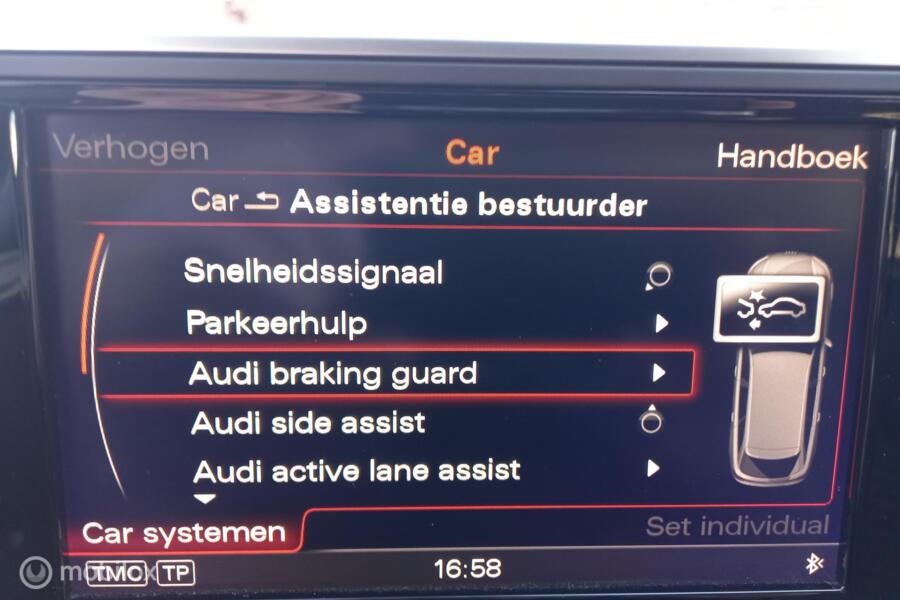 Verhogen Car Handboek
Car Assistentie bestuurder
Snelheidssignaal
Parkeerhulp
Audi braking guard
Audi side assist
Audi active lane assist
Car systemen Set individual
mobilox TMC TP 16:58